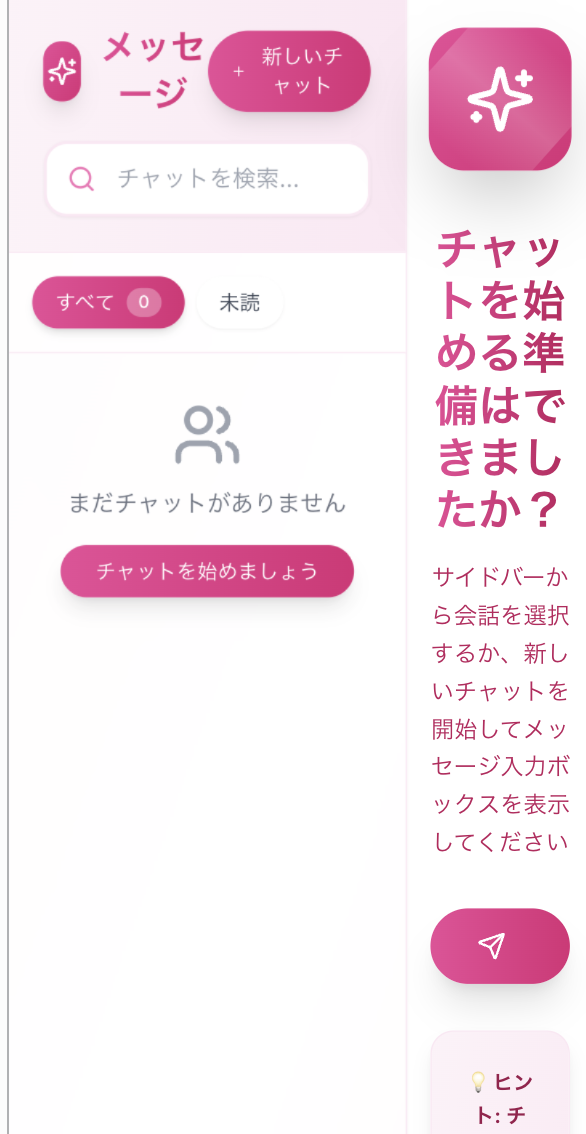 メッセ
ージ
+ 新しいチ
ャット
チャットを検索...
すべて 0
未読
まだチャットがありません
チャットを始めましょう
チャッ
トを始
める準
備はで
きまし
たか？
サイドバーか
ら会話を選択
するか、新し
いチャットを
開始してメッ
セージ入力ボ
ックスを表示
してください
💡 ヒン
ト: チ